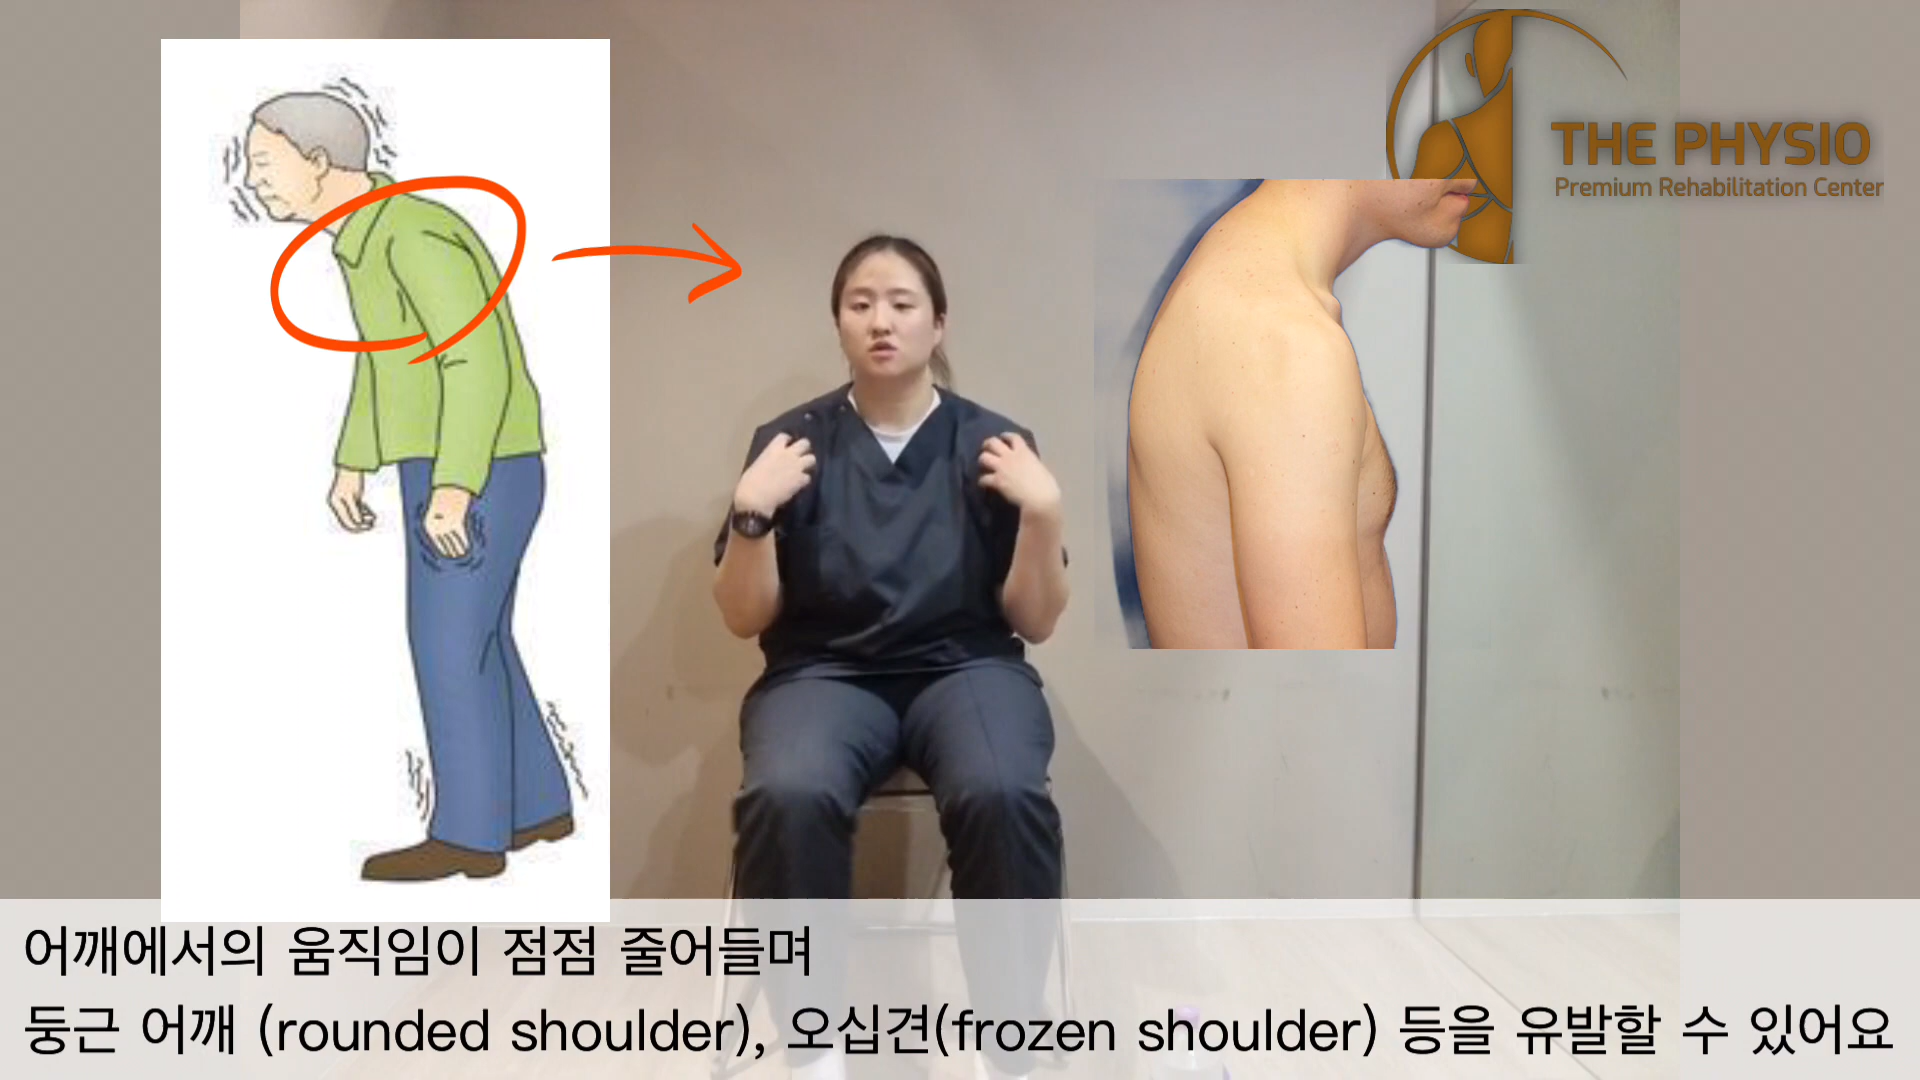 THE PHYSIO
Premium Rehabilitation Center
어깨에서의 움직임이 점점 줄어들며
둥근 어깨 (rounded shoulder), 오십견(frozen shoulder) 등을 유발할 수 있어요